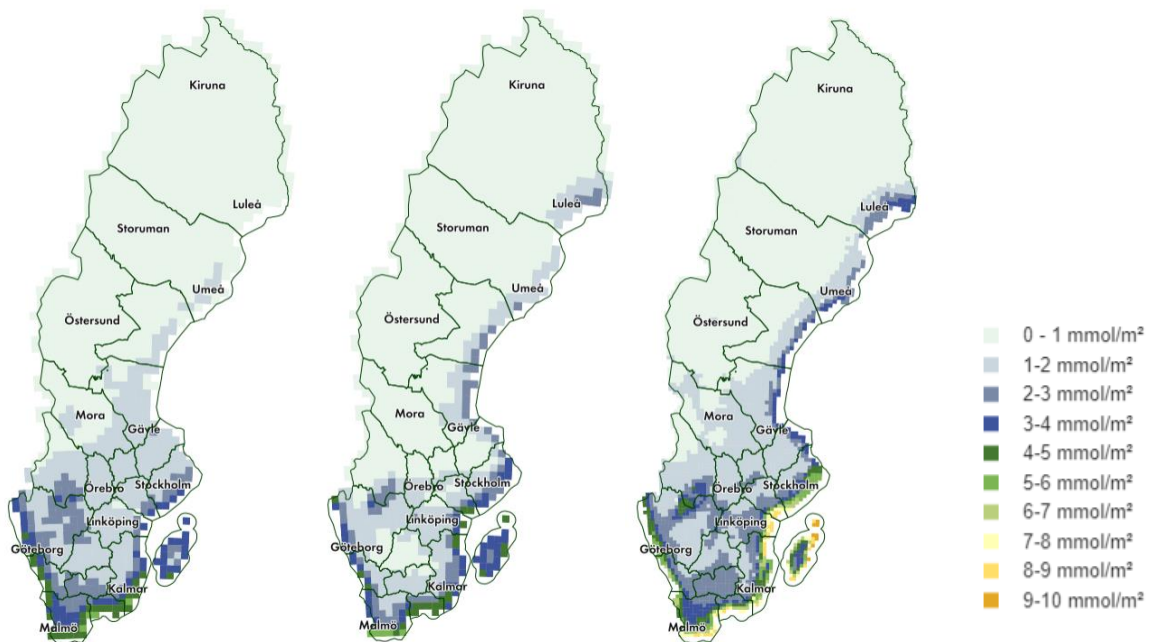 Kiruna
Luleå
Storuman
Umeå
Östersund
Mora
Gävle
Örebro
Stockholm
Linköping
Göteborg
Kalmar
Malmö
Kiruna
Luleå
Storuman
Umeå
Östersund
Mora
Gävle
Örebro
Stockholm
Linköping
Göteborg
Kalmar
Malmö
Kiruna
Luleå
Storuman
Umeå
Östersund
Mora
Gävle
Örebro
Stockholm
Linköping
Göteborg
Kalmar
Malmö
0 - 1 mmol/m²
1-2 mmol/m²
2-3 mmol/m²
3-4 mmol/m²
4-5 mmol/m²
5-6 mmol/m²
6-7 mmol/m²
7-8 mmol/m²
8-9 mmol/m²
9-10 mmol/m²